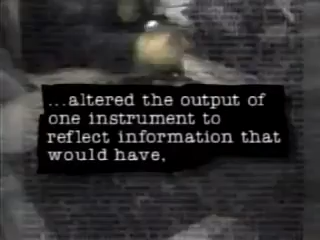 ...altered the output of
one instrument to
reflect information that
would have,